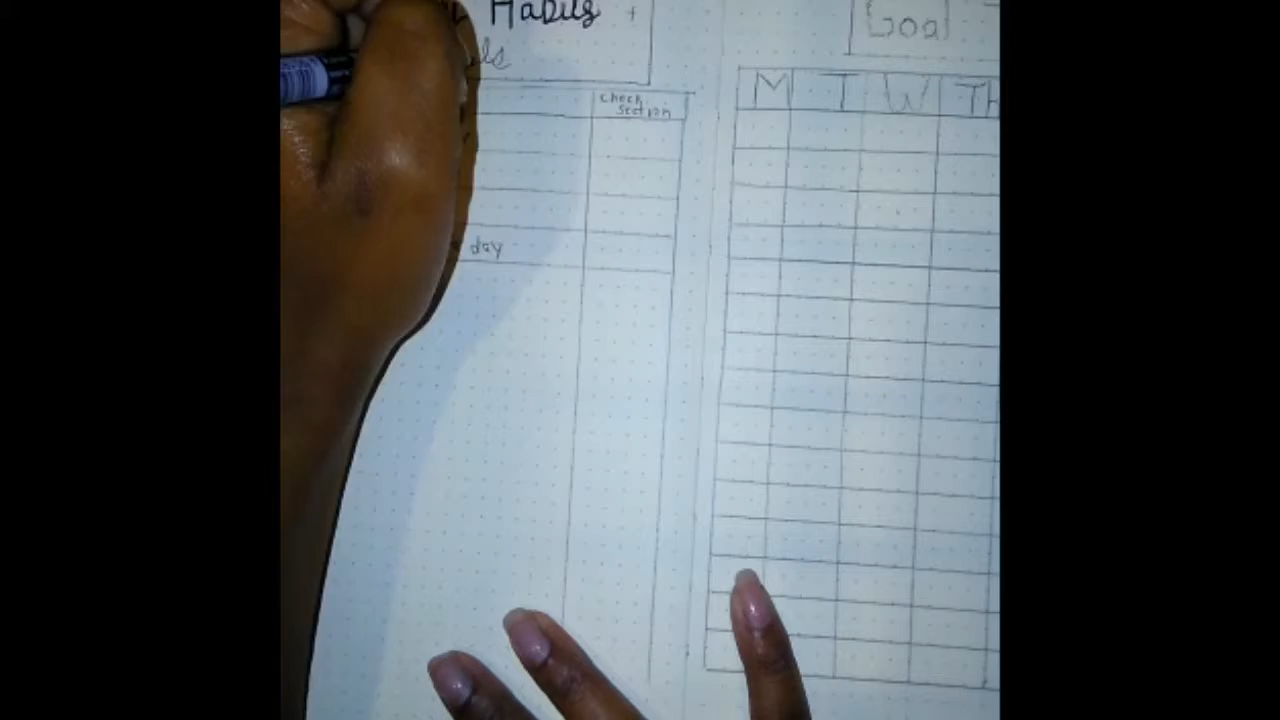 Habits +
Check
Section
day
Goal
M T W Th